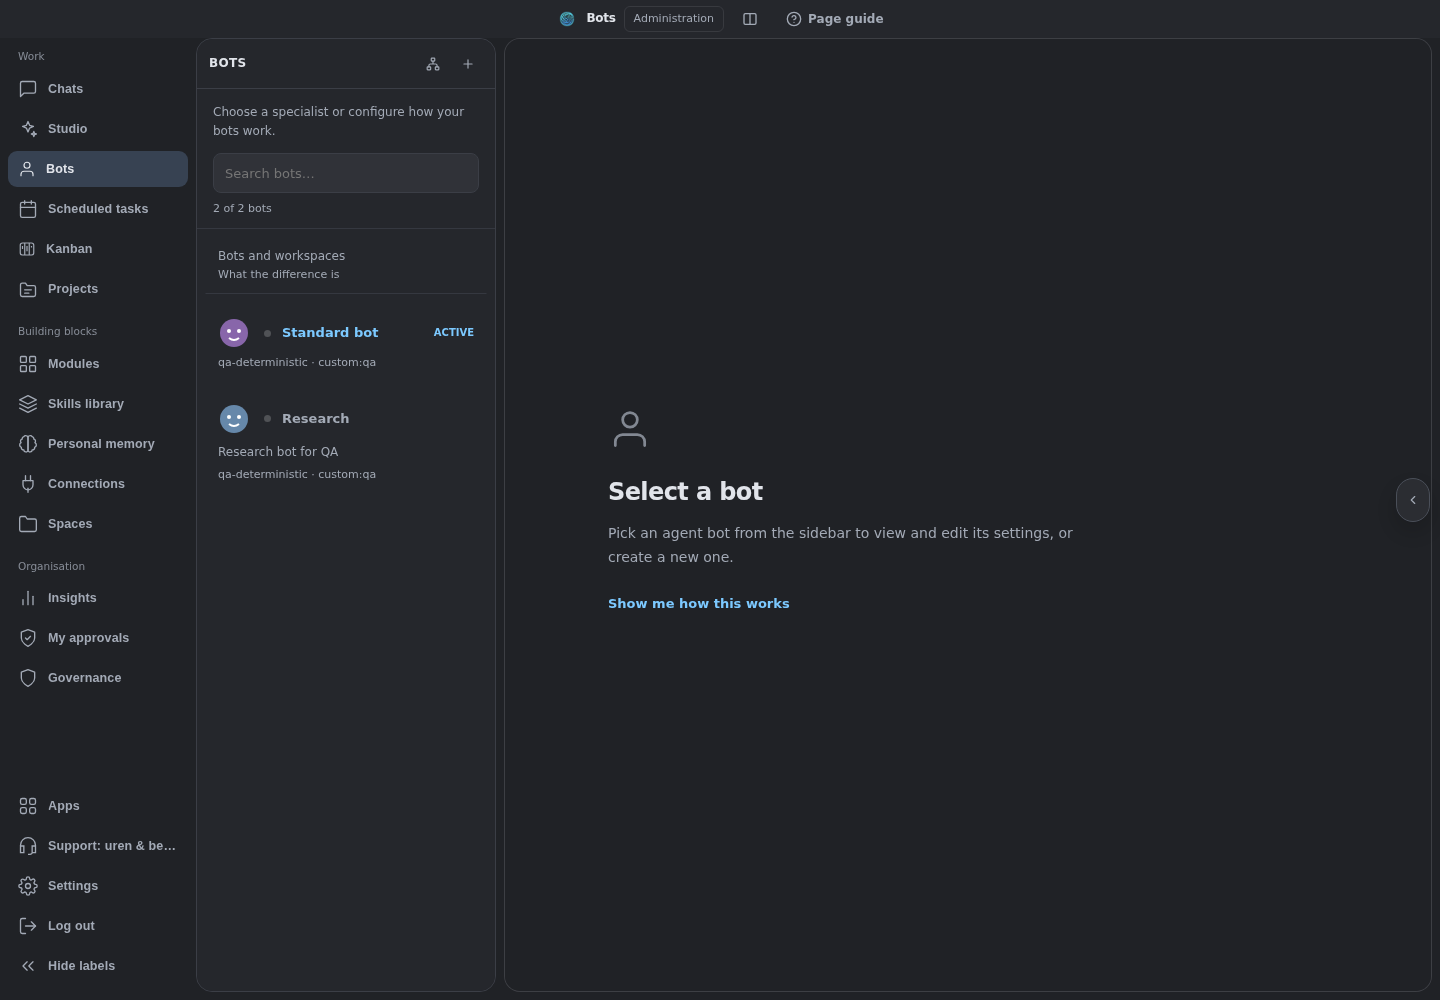 Bots
Administration
Page guide
Work
Chats
Studio
Bots
Scheduled tasks
Kanban
Projects
Building blocks
Modules
Skills library
Personal memory
Connections
Spaces
Organisation
Insights
My approvals
Governance
Apps
Support: uren & be...
Settings
Log out
Hide labels
BOTS
Choose a specialist or configure how your
bots work.
Search bots...
2 of 2 bots
Bots and workspaces
What the difference is
Standard bot
ACTIVE
qa-deterministic · custom:qa
Research
Research bot for QA
qa-deterministic · custom:qa
Select a bot
Pick an agent bot from the sidebar to view and edit its settings, or
create a new one.
Show me how this works